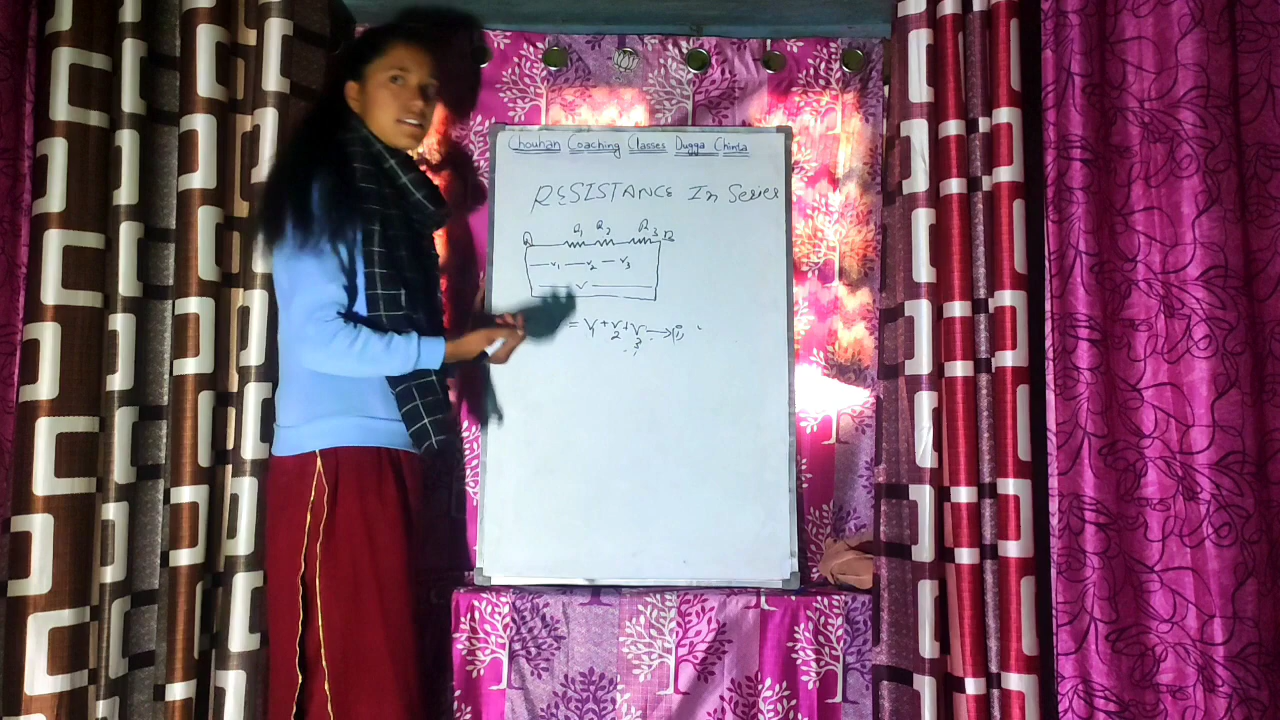 Chouhan Coaching Classes Dugga Chinta
RESISTANCE In Series
R1 R2 R3 B
V1 V2 V3
V
= V1 + V2 + V3 → (i)